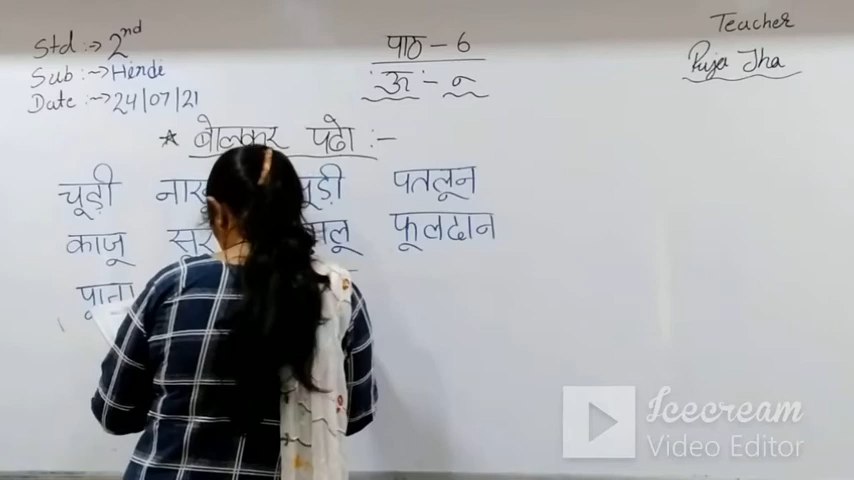 Std :-> 2nd
Sub :-> Hindi
Date :-> 24/07/21
पाठ - 6
ऊ - ू
Teacher
Puja Jha
* बोलकर पढो :-
चूड़ी पतलून
काजू फूलदान
Icecream
Video Editor